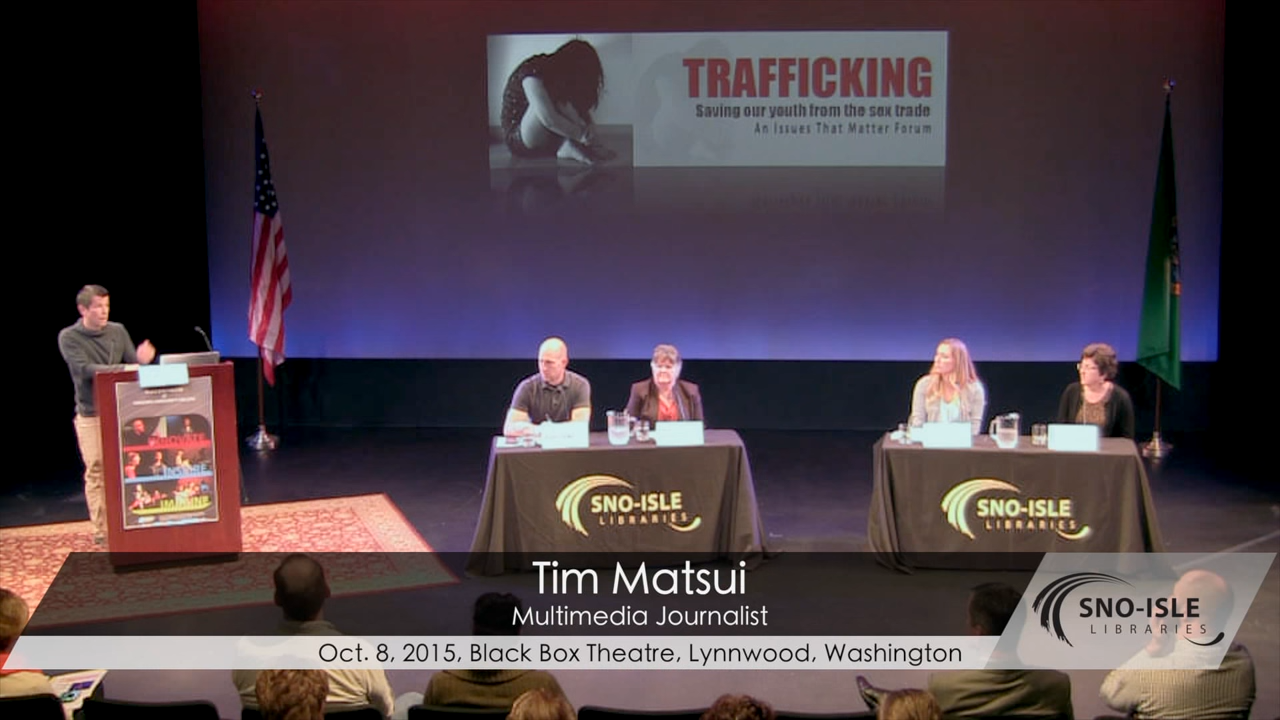 TRAFFICKING
Saving our youth from the sex trade
An Issues That Matter Forum
SNO-ISLE
LIBRARIES
SNO-ISLE
LIBRARIES
Tim Matsui
Multimedia Journalist
SNO-ISLE
LIBRARIES
Oct. 8, 2015, Black Box Theatre, Lynnwood, Washington